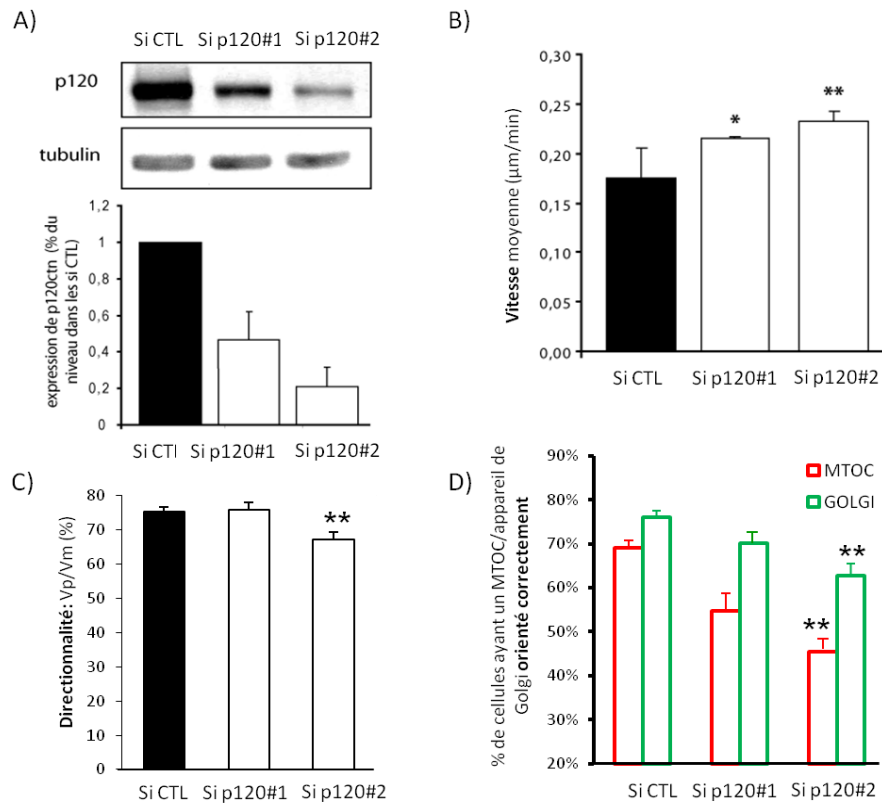 A)
Si CTL Si p120#1 Si p120#2
p120
tubulin
expression de p120ctn (% du
niveau dans les si CTL)
1,2
1
0,8
0,6
0,4
0,2
0
Si CTl Si p120#1 Si p120#2
B)
Vitesse moyenne (µm/min)
0,30
0,25
0,20
0,15
0,10
0,05
0,00
*
**
Si CTL Si p120#1 Si p120#2
C)
Directionnalité: Vp/Vm (%)
80
70
60
50
40
30
20
10
0
**
Si CTL Si p120#1 Si p120#2
D)
% de cellules ayant un MTOC/appareil de
Golgi orienté correctement
90%
80%
70%
60%
50%
40%
30%
20%
MTOC
GOLGI
**
**
Si CTL Si p120#1 Si p120#2